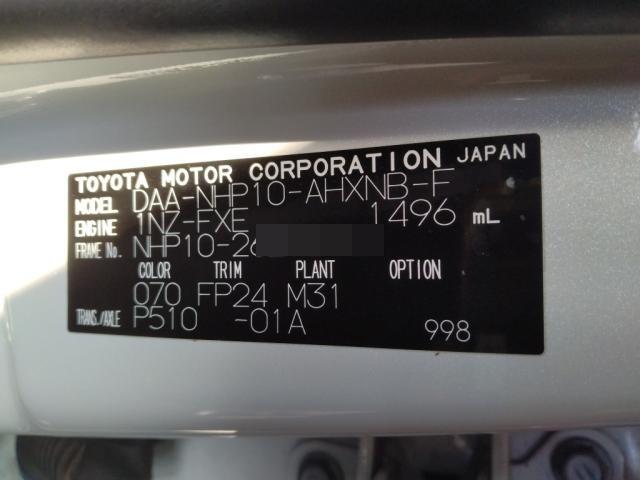 TOYOTA MOTOR CORPORATION JAPAN
MODEL DAA-NHP10-AHXNB-F
ENGINE 1NZ-FXE 1496 mL
FRAME No. NHP10-26
COLOR TRIM PLANT OPTION
070 FP24 M31
TRANS./AXLE P510 -01A 998